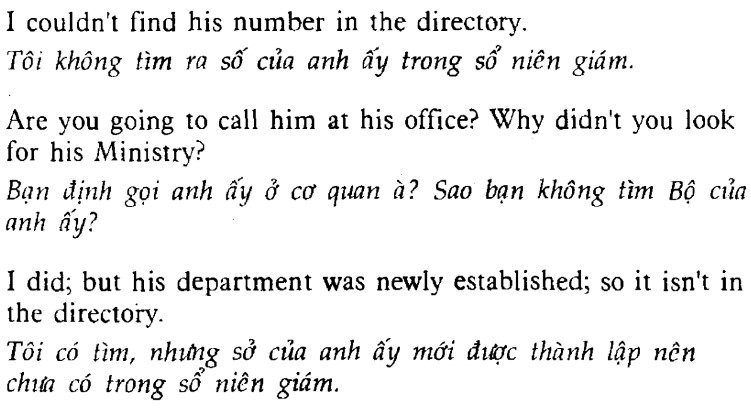 I couldn't find his number in the directory.
Tôi không tìm ra số của anh ấy trong sổ niên giám.
Are you going to call him at his office? Why didn't you look
for his Ministry?
Bạn định gọi anh ấy ở cơ quan à? Sao bạn không tìm Bộ của
anh ấy?
I did; but his department was newly established; so it isn't in
the directory.
Tôi có tìm, nhưng sở của anh ấy mới được thành lập nên
chưa có trong sổ niên giám.